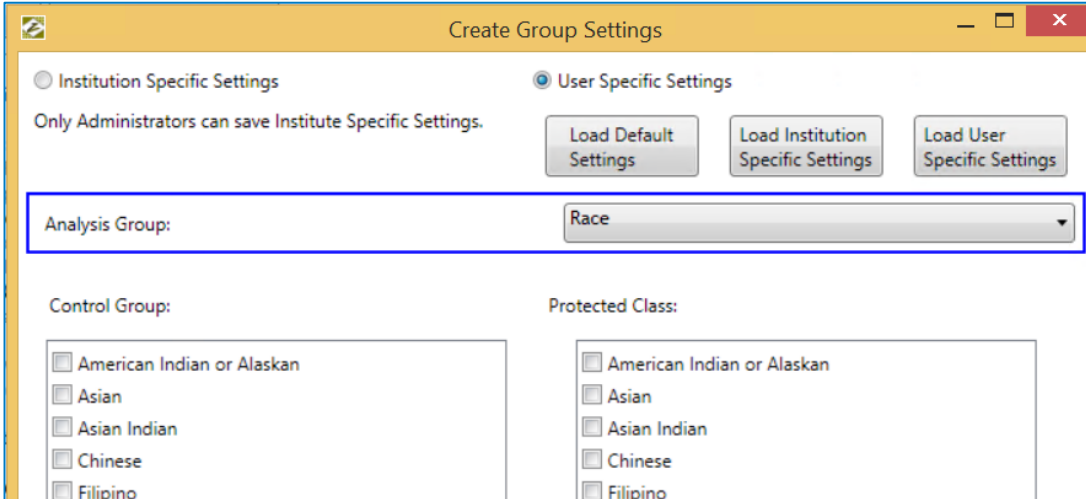 Create Group Settings
Institution Specific Settings
User Specific Settings
Only Administrators can save Institute Specific Settings.
Load Default
Settings
Load Institution
Specific Settings
Load User
Specific Settings
Analysis Group:
Race
Control Group:
Protected Class:
American Indian or Alaskan
Asian
Asian Indian
Chinese
Filipino
American Indian or Alaskan
Asian
Asian Indian
Chinese
Filipino